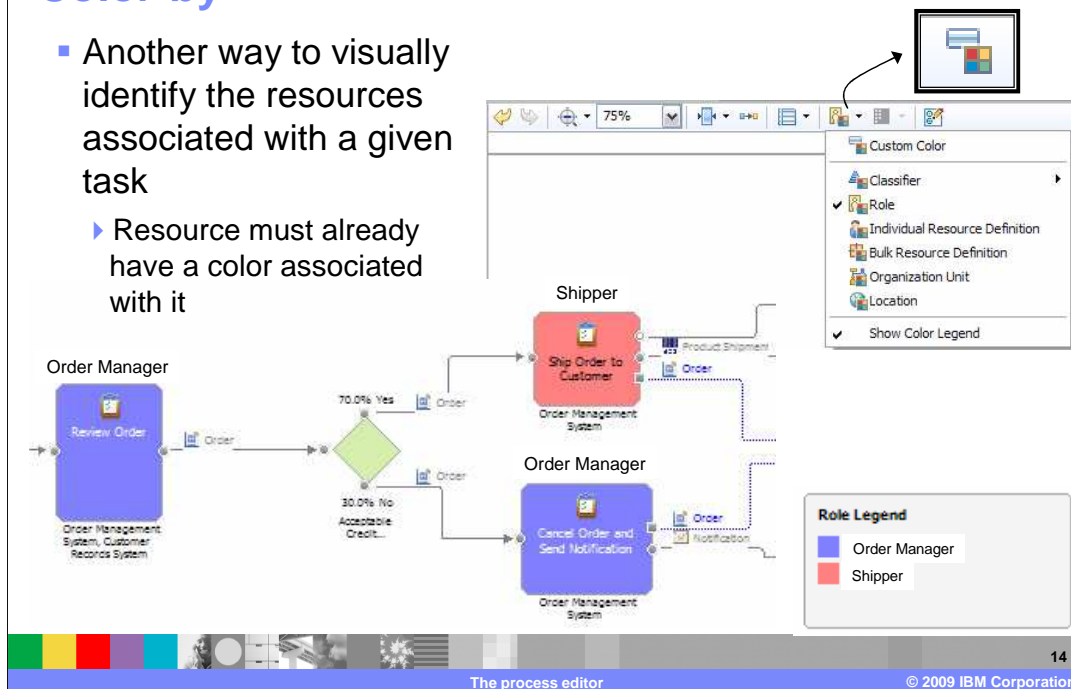 Color by
Another way to visually
identify the resources
associated with a given
task
Resource must already
have a color associated
with it
75%
Custom Color
Classifier
Role
Individual Resource Definition
Bulk Resource Definition
Organization Unit
Location
Show Color Legend
Order Manager
Review Order
Order
Order Management
System, Customer
Records System
70.0% Yes
Order
30.0% No
Acceptable
Credit...
Order
Shipper
Ship Order to
Customer
Order Management
System
Product Shipment
Order
Order Manager
Cancel Order and
Send Notification
Order Management
System
Order
Notification
Role Legend
Order Manager
Shipper
14
The process editor
© 2009 IBM Corporation